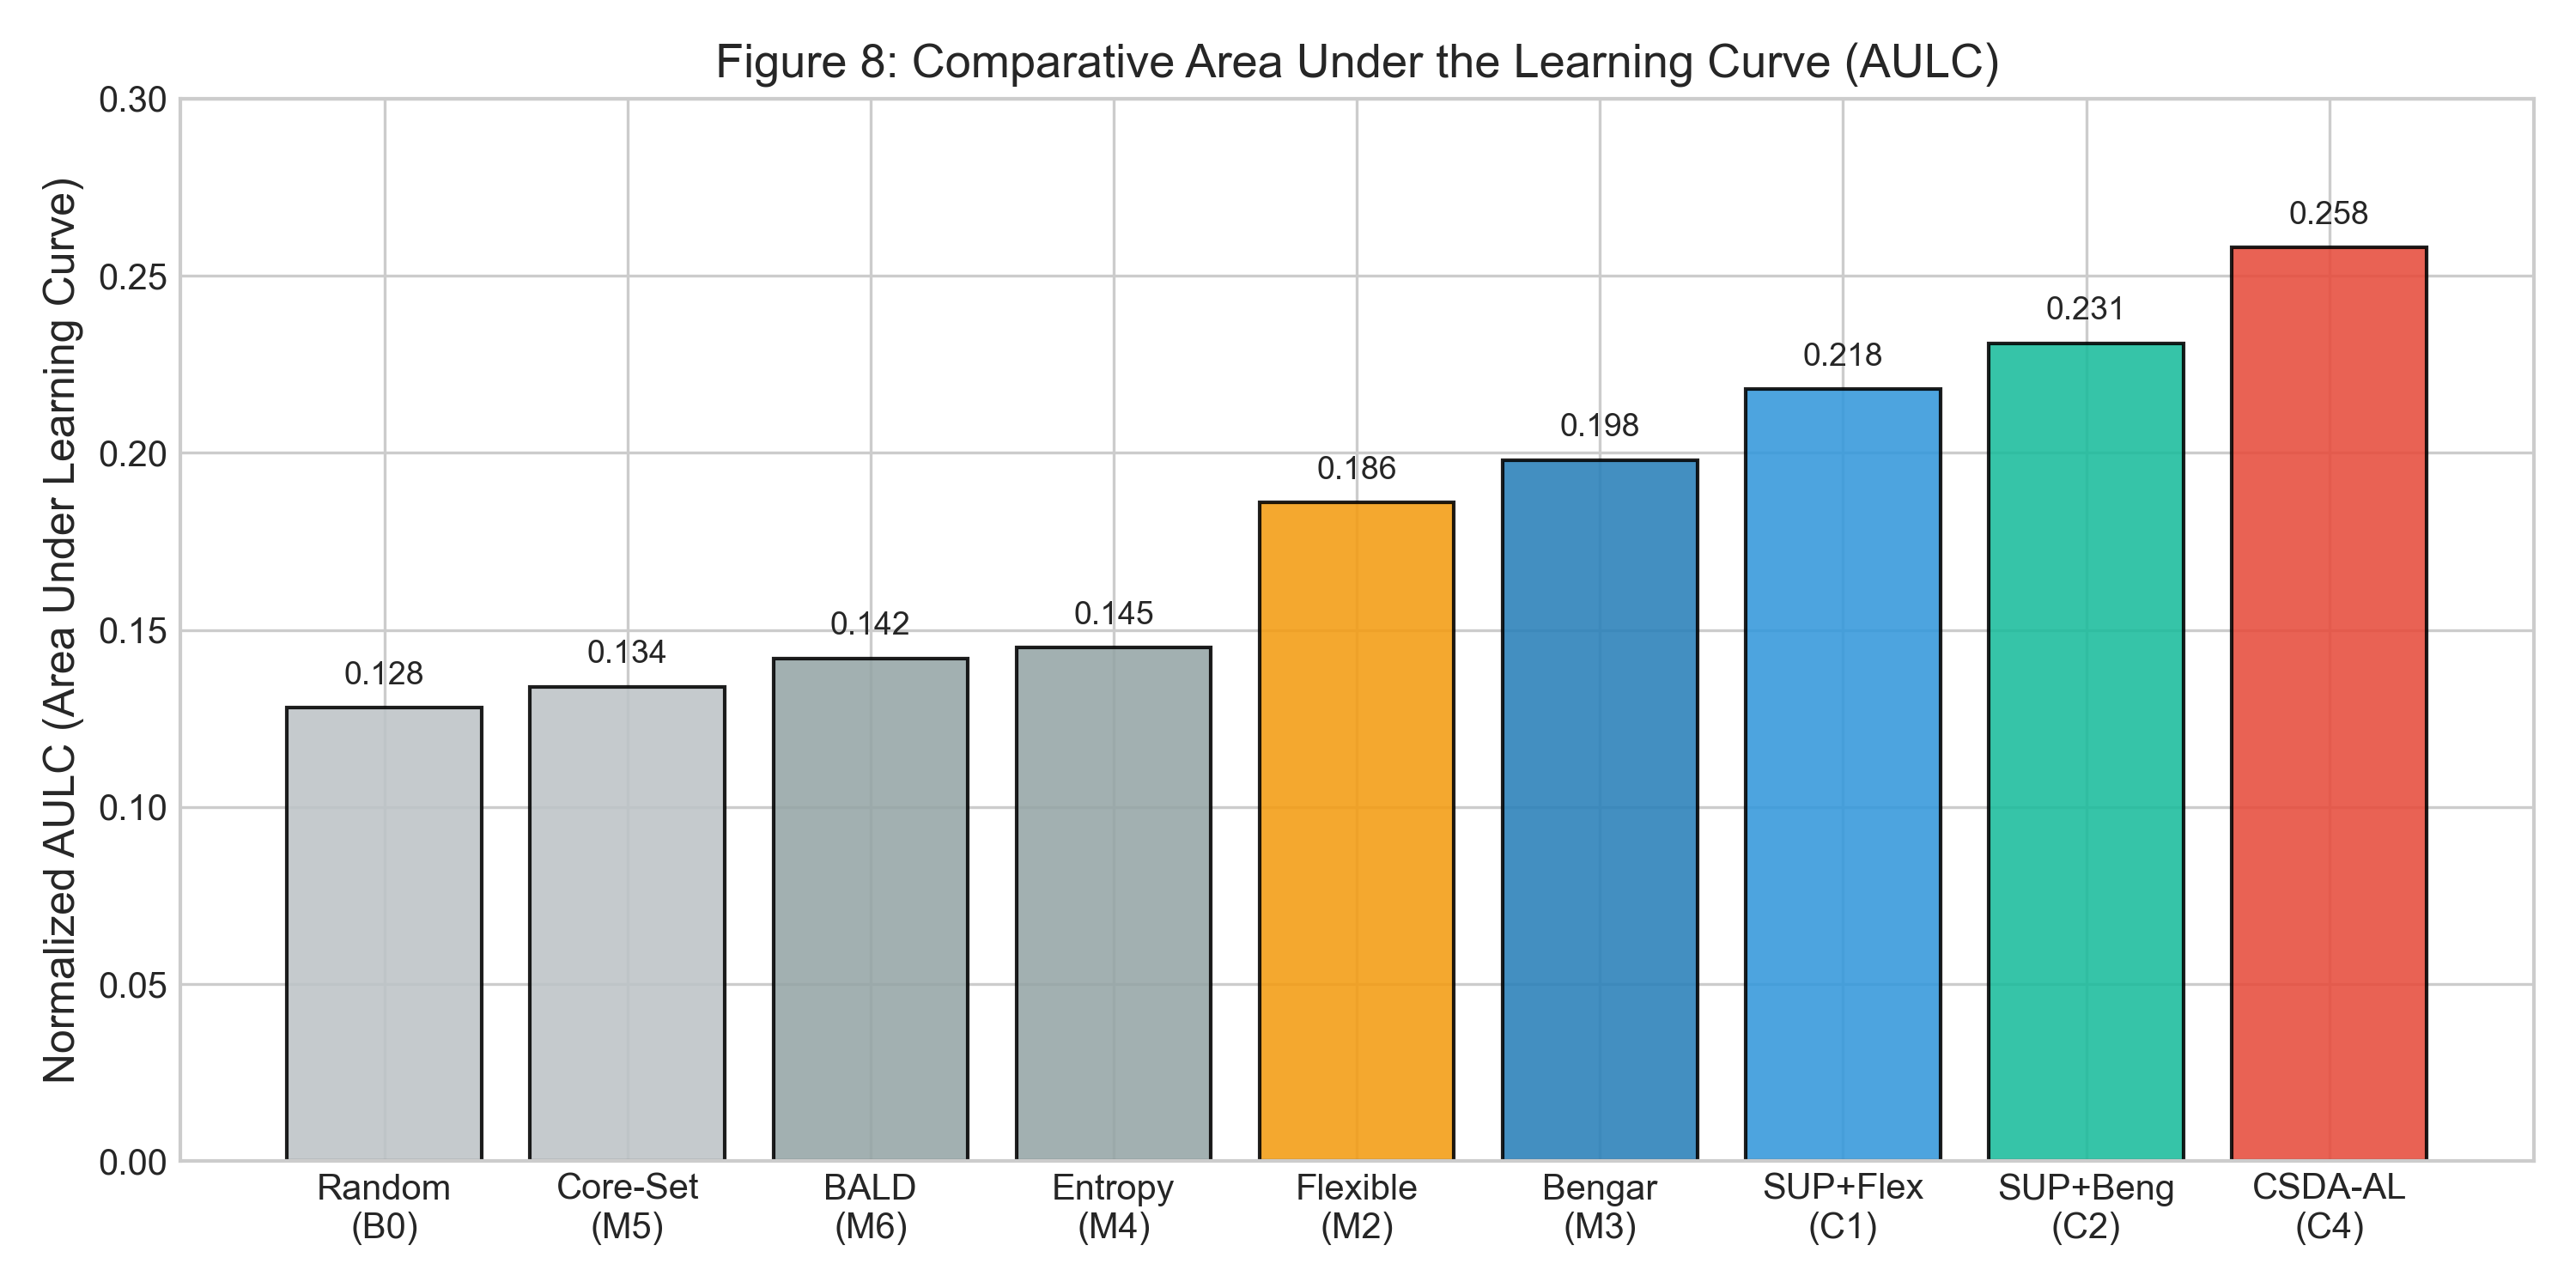 Figure 8: Comparative Area Under the Learning Curve (AULC)
Normalized AULC (Area Under Learning Curve)
0.30
0.25
0.20
0.15
0.10
0.05
0.00
0.128
0.134
0.142
0.145
0.186
0.198
0.218
0.231
0.258
Random
(B0)
Core-Set
(M5)
BALD
(M6)
Entropy
(M4)
Flexible
(M2)
Bengar
(M3)
SUP+Flex
(C1)
SUP+Beng
(C2)
CSDA-AL
(C4)